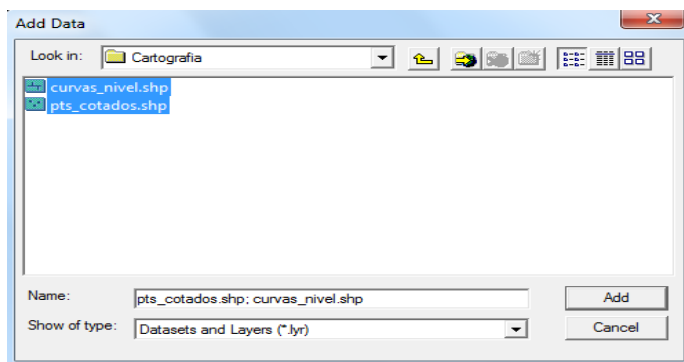 Add Data
Look in: Cartografia
curvas_nivel.shp
pts_cotados.shp
Name: pts_cotados.shp; curvas_nivel.shp Add
Show of type: Datasets and Layers (*.lyr) Cancel